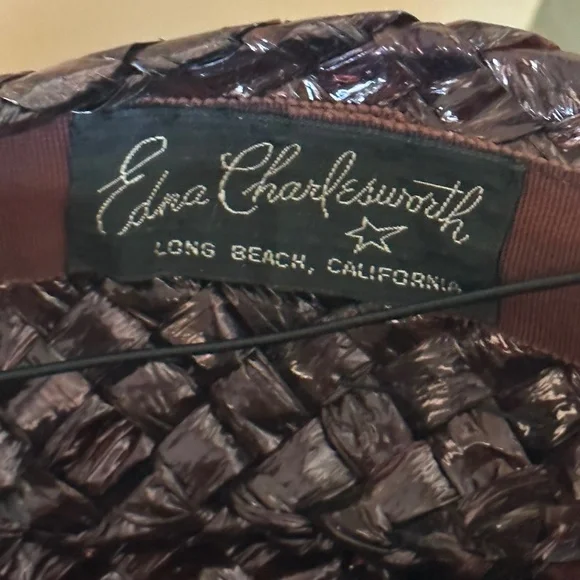 Edna Charlesworth
LONG BEACH, CALIFORNIA